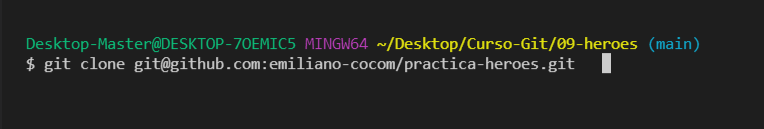 Desktop-Master@DESKTOP-7OEMIC5 MINGW64 ~/Desktop/Curso-Git/09-heroes (main)
$ git clone git@github.com:emiliano-cocom/practica-heroes.git